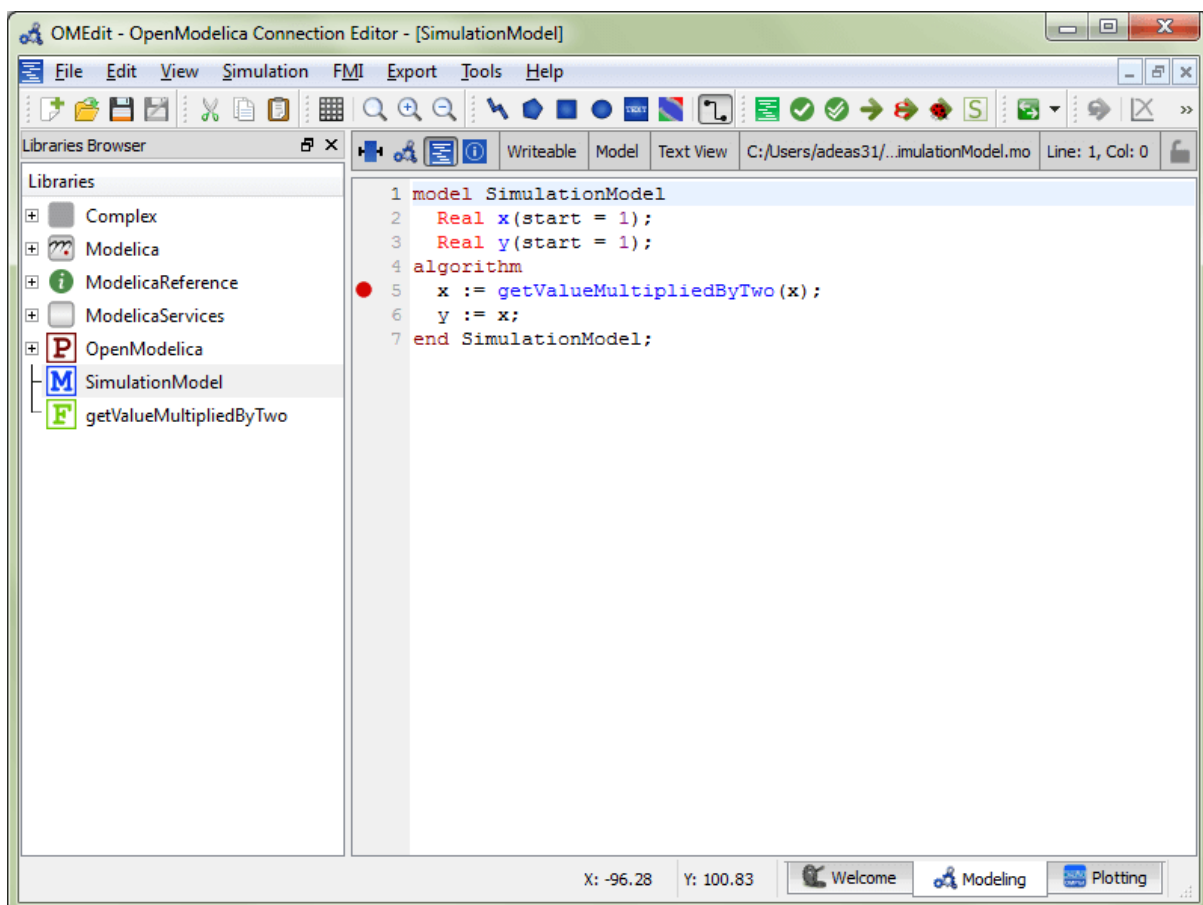 OMEdit - OpenModelica Connection Editor - [SimulationModel]
File Edit View Simulation FMI Export Tools Help
TEXT S »
Libraries Browser
Writeable Model Text View C:/Users/adeas31/...imulationModel.mo Line: 1, Col: 0
Libraries
Complex
Modelica
ModelicaReference
ModelicaServices
P OpenModelica
M SimulationModel
F getValueMultipliedByTwo
1 model SimulationModel
2 Real x(start = 1);
3 Real y(start = 1);
4 algorithm
5 x := getValueMultipliedByTwo(x);
6 y := x;
7 end SimulationModel;
X: -96.28 Y: 100.83 Welcome Modeling Plotting